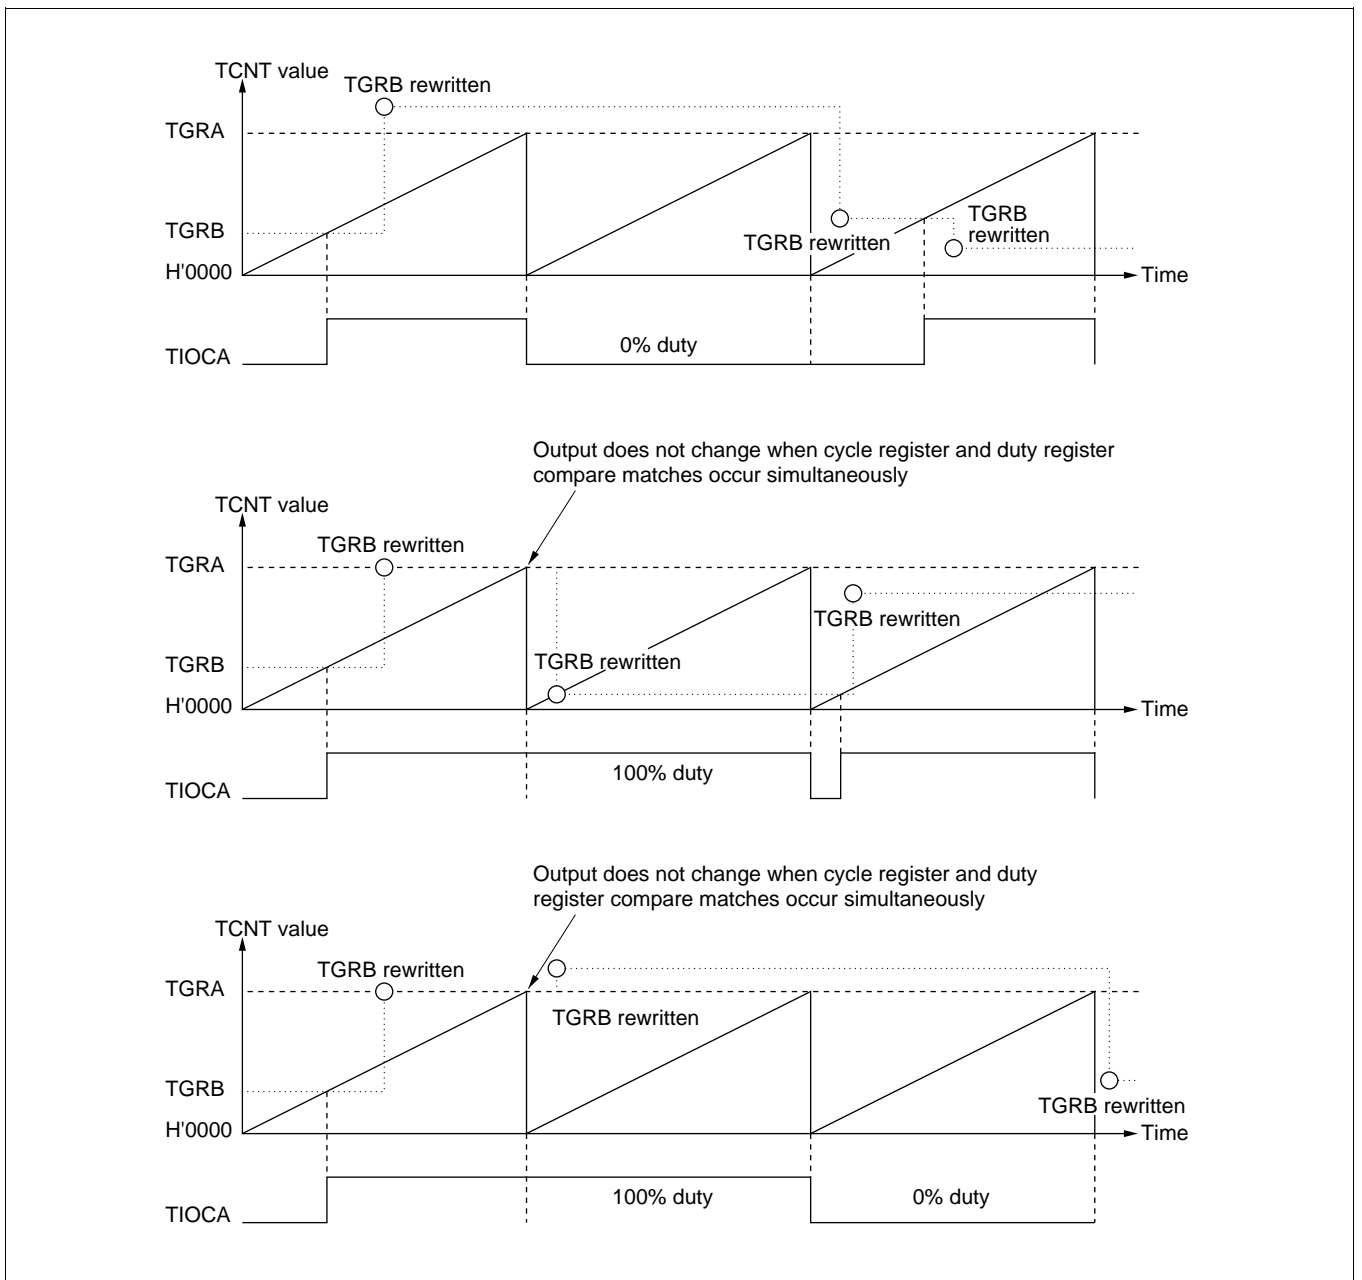 TCNT value
TGRB rewritten
TGRA
TGRB
TGRB
rewritten
TGRB rewritten
H'0000
Time
0% duty
TIOCA
Output does not change when cycle register and duty register
compare matches occur simultaneously
TCNT value
TGRB rewritten
TGRA
TGRB rewritten
TGRB
TGRB rewritten
H'0000
Time
100% duty
TIOCA
Output does not change when cycle register and duty
register compare matches occur simultaneously
TCNT value
TGRB rewritten
TGRA
TGRB rewritten
TGRB
TGRB rewritten
H'0000
Time
100% duty
0% duty
TIOCA